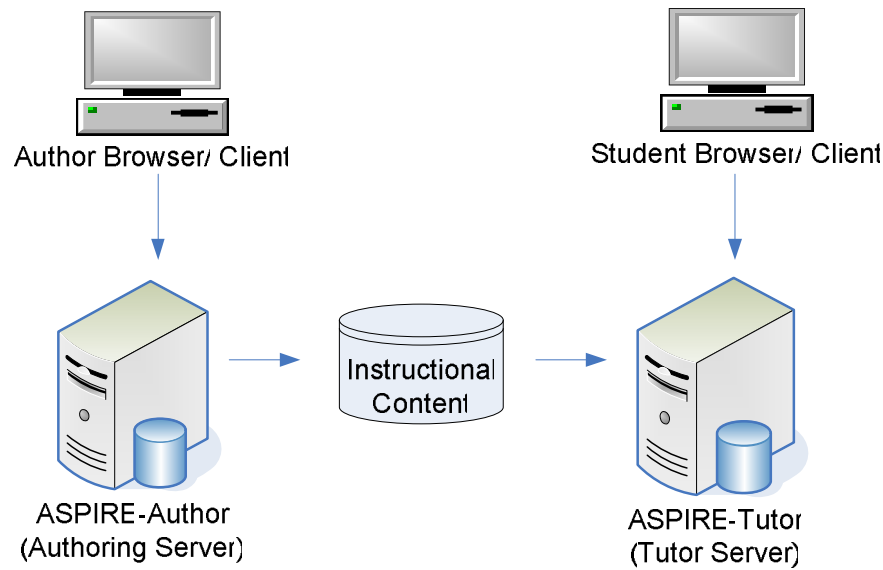 Author Browser/ Client
Student Browser/ Client
Instructional
Content
ASPIRE-Author
(Authoring Server)
ASPIRE-Tutor
(Tutor Server)